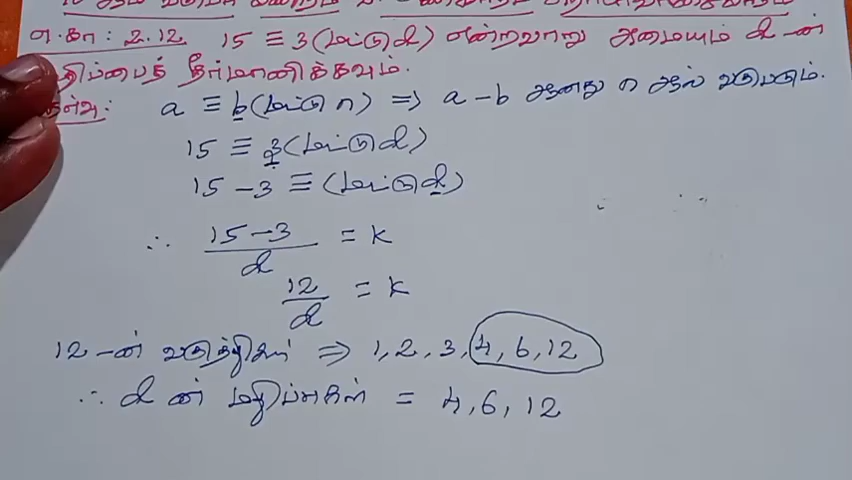 எ.கா: 2.12 15 ≡ 3 (மட்டு d) என்றவாறு அமையும் d-ன்
மதிப்பைத் தீர்மானிக்கவும்.
a ≡ b (மட்டு n) ⇒ a - b ஆனது n ஆல் வகுபடும்.
15 ≡ 3 (மட்டு d)
15 - 3 ≡ (மட்டு d)
∴ 15-3/d = k
12/d = k
12-ன் வகுத்திகள் ⇒ 1, 2, 3, 4, 6, 12
∴ d ன் மதிப்புகள் = 4, 6, 12